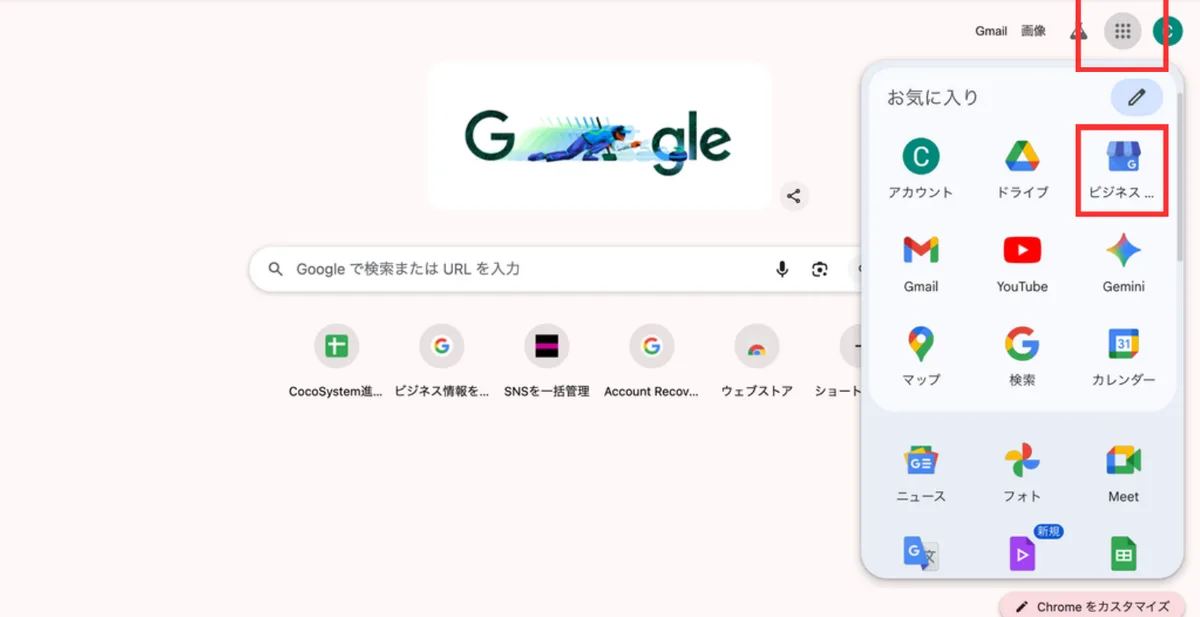 Gmail 画像
C
お気に入り
Google
C
G
アカウント ドライブ ビジネス ...
Google で検索または URL を入力
Gmail YouTube Gemini
31
マップ 検索 カレンダー
CocoSystem進... ビジネス情報を... SNSを一括管理 Account Recov... ウェブストア ショート
GE
ニュース フォト Meet
新規
G 文
Chrome をカスタマイズ